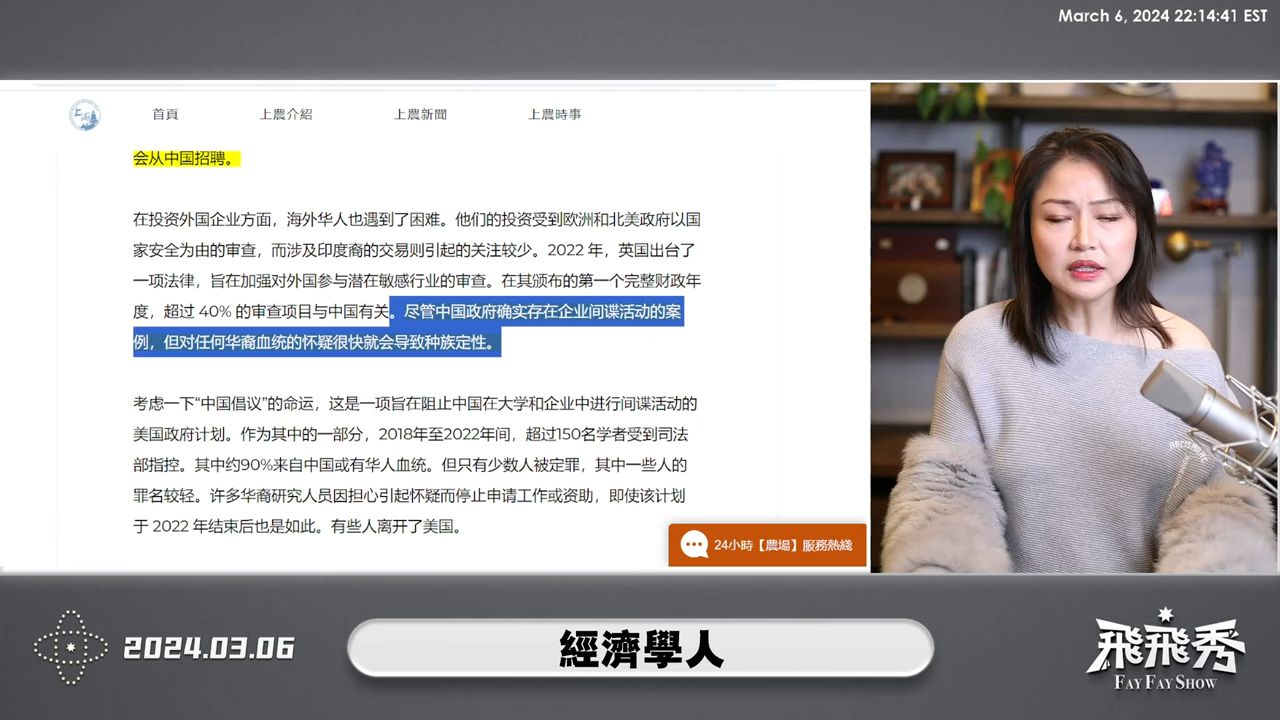 March 6, 2024 22:14:41 EST
首頁
上農介紹
上農新聞
上農時事
会从中国招聘。
在投资外国企业方面，海外华人也遇到了困难。他们的投资受到欧洲和北美政府以国
家安全为由的审查，而涉及印度裔的交易则引起的关注较少。2022 年，英国出台了
一项法律，旨在加强对外国参与潜在敏感行业的审查。在其颁布的第一个完整财政年
度，超过 40% 的审查项目与中国有关。尽管中国政府确实存在企业间谍活动的案
例，但对任何华裔血统的怀疑很快就会导致种族定性。
考虑一下“中国倡议”的命运，这是一项旨在阻止中国在大学和企业中进行间谍活动的
美国政府计划。作为其中的一部分，2018年至2022年间，超过150名学者受到司法
部指控。其中约90%来自中国或有华人血统。但只有少数人被定罪，其中一些人的
罪名较轻。许多华裔研究人员因担心引起怀疑而停止申请工作或资助，即使该计划
于 2022 年结束后也是如此。有些人离开了美国。
24小時【農場】服務熱綫
2024.03.06
經濟學人
飛飛秀
FAY FAY SHOW